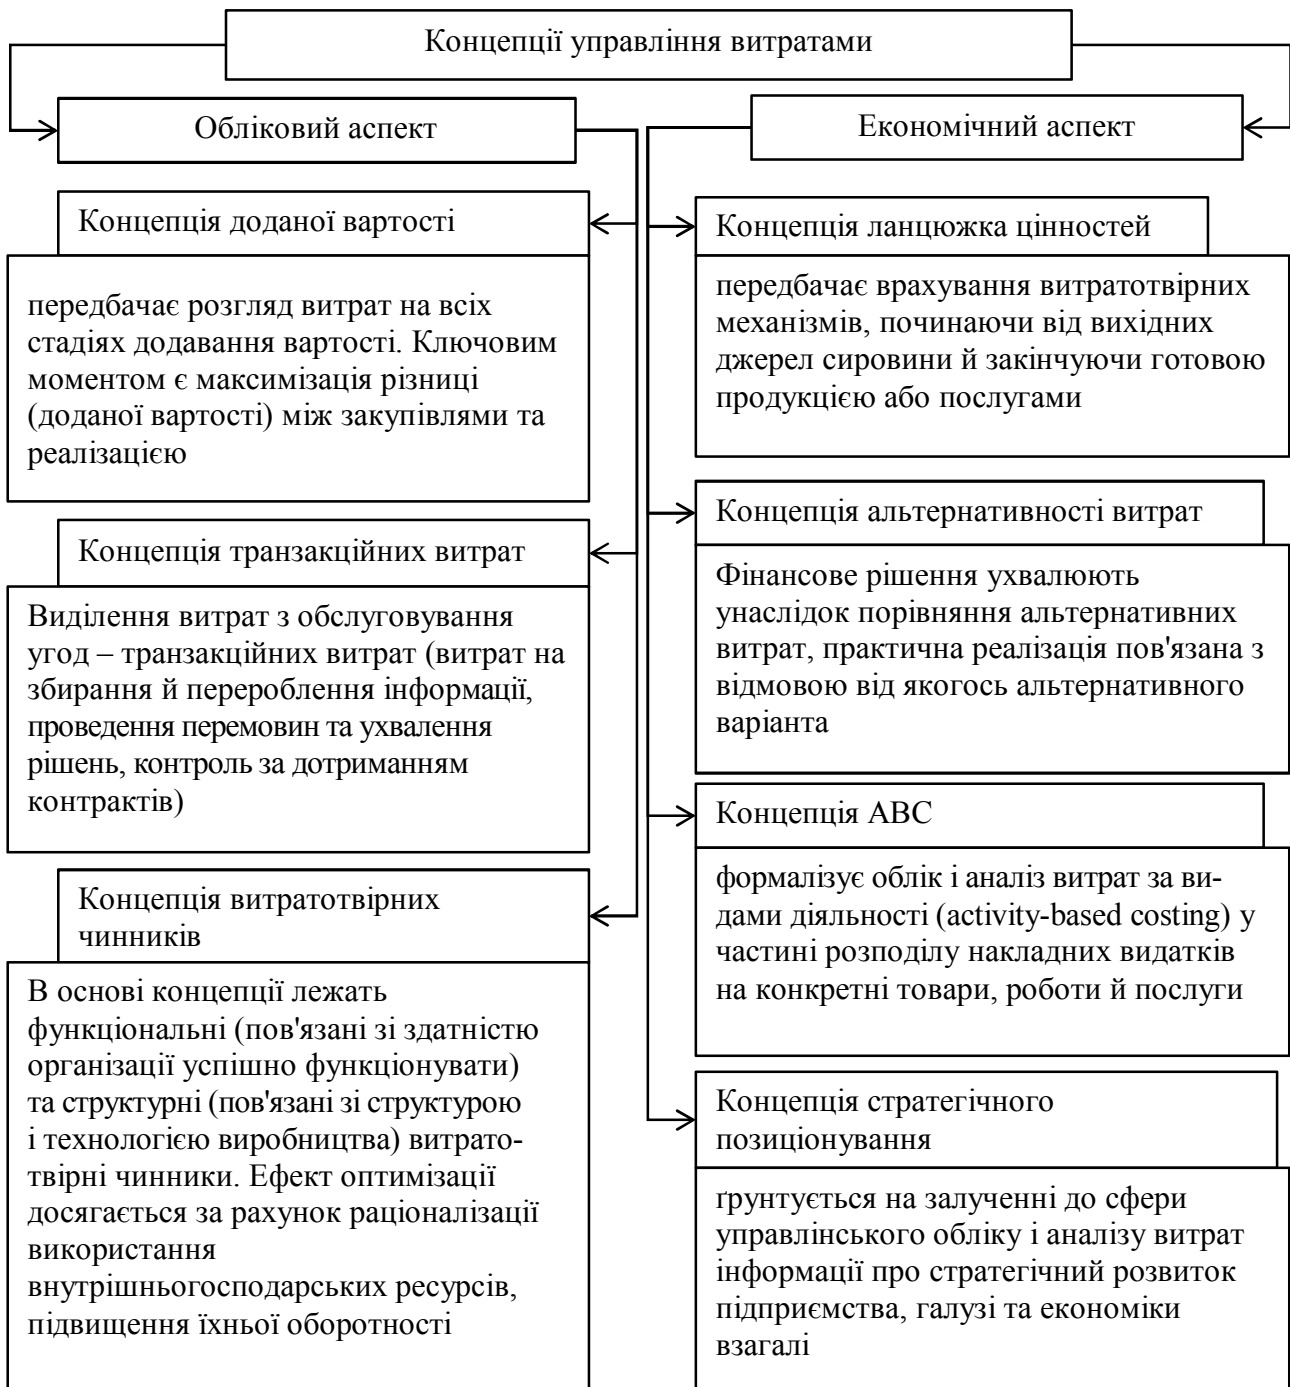 Концепції управління витратами
Обліковий аспект
Економічний аспект
Концепція доданої вартості
передбачає розгляд витрат на всіх
стадіях додавання вартості. Ключовим
моментом є максимізація різниці
(доданої вартості) між закупівлями та
реалізацією
Концепція транзакційних витрат
Виділення витрат з обслуговування
угод – транзакційних витрат (витрат на
збирання й перероблення інформації,
проведення перемовин та ухвалення
рішень, контроль за дотриманням
контрактів)
Концепція витратотвірних
чинників
В основі концепції лежать
функціональні (пов'язані зі здатністю
організації успішно функціонувати)
та структурні (пов'язані зі структурою
і технологією виробництва) витрато-
твірні чинники. Ефект оптимізації
досягається за рахунок раціоналізації
використання
внутрішньогосподарських ресурсів,
підвищення їхньої оборотності
Концепція ланцюжка цінностей
передбачає врахування витратотвірних
механізмів, починаючи від вихідних
джерел сировини й закінчуючи готовою
продукцією або послугами
Концепція альтернативності витрат
Фінансове рішення ухвалюють
унаслідок порівняння альтернативних
витрат, практична реалізація пов'язана з
відмовою від якогось альтернативного
варіанта
Концепція АВС
формалізує облік і аналіз витрат за ви-
дами діяльності (activity-based costing) у
частині розподілу накладних видатків
на конкретні товари, роботи й послуги
Концепція стратегічного
позиціонування
ґрунтується на залученні до сфери
управлінського обліку і аналізу витрат
інформації про стратегічний розвиток
підприємства, галузі та економіки
взагалі